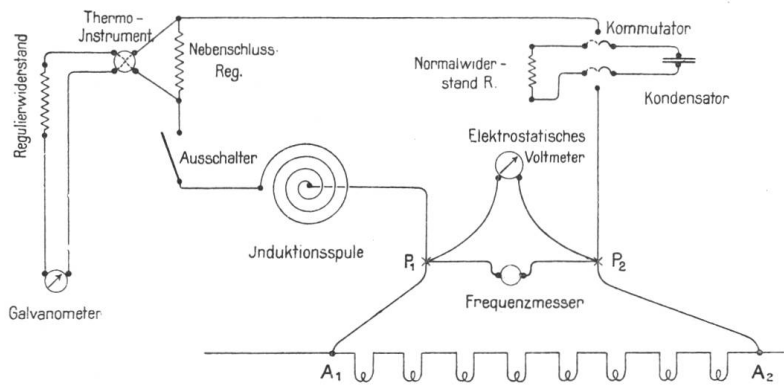 Thermo-
Jnstrument
Nebenschluss-
Reg.
Regulierwiderstand
Kommutator
Normalwider-
stand R.
Kondensator
Ausschalter
Elektrostatisches
Voltmeter
Jnduktionsspule
P₁
P₂
Galvanometer
Frequenzmesser
A₁
A₂